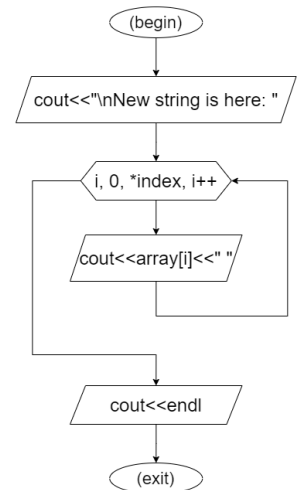 (begin)
cout<<"\nNew string is here: "
i, 0, *index, i++
cout<<array[i]<<" "
cout<<endl
(exit)